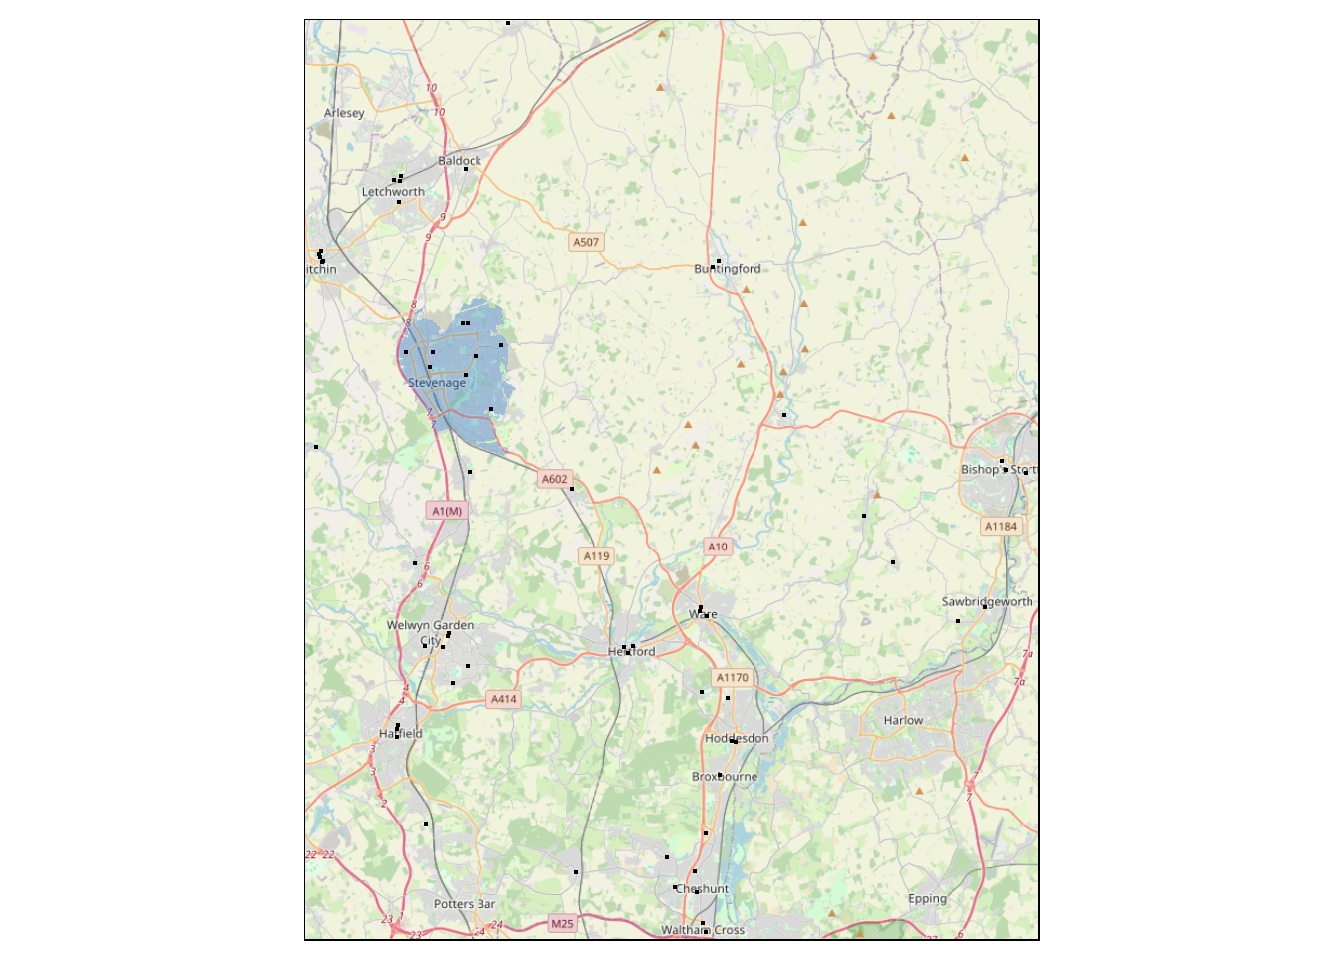 10
10
Arlesey
Baldock
Letchworth
9
9
A507
itchin
Buntingford
8
8
Stevenage
7
7
Bishop's Stort
A602
A1(M)
A1184
A10
A119
6
6
Sawbridgeworth
Ware
Welwyn Garden
City
Hertford
7a
7a
A1170
4
4
A414
Harlow
Hatfield
Hoddesdon
3
3
Broxbourne
7
7
2
22 22
Cheshunt
Epping
Potters Bar
23
1
24
M25
23
24
Waltham Cross
6